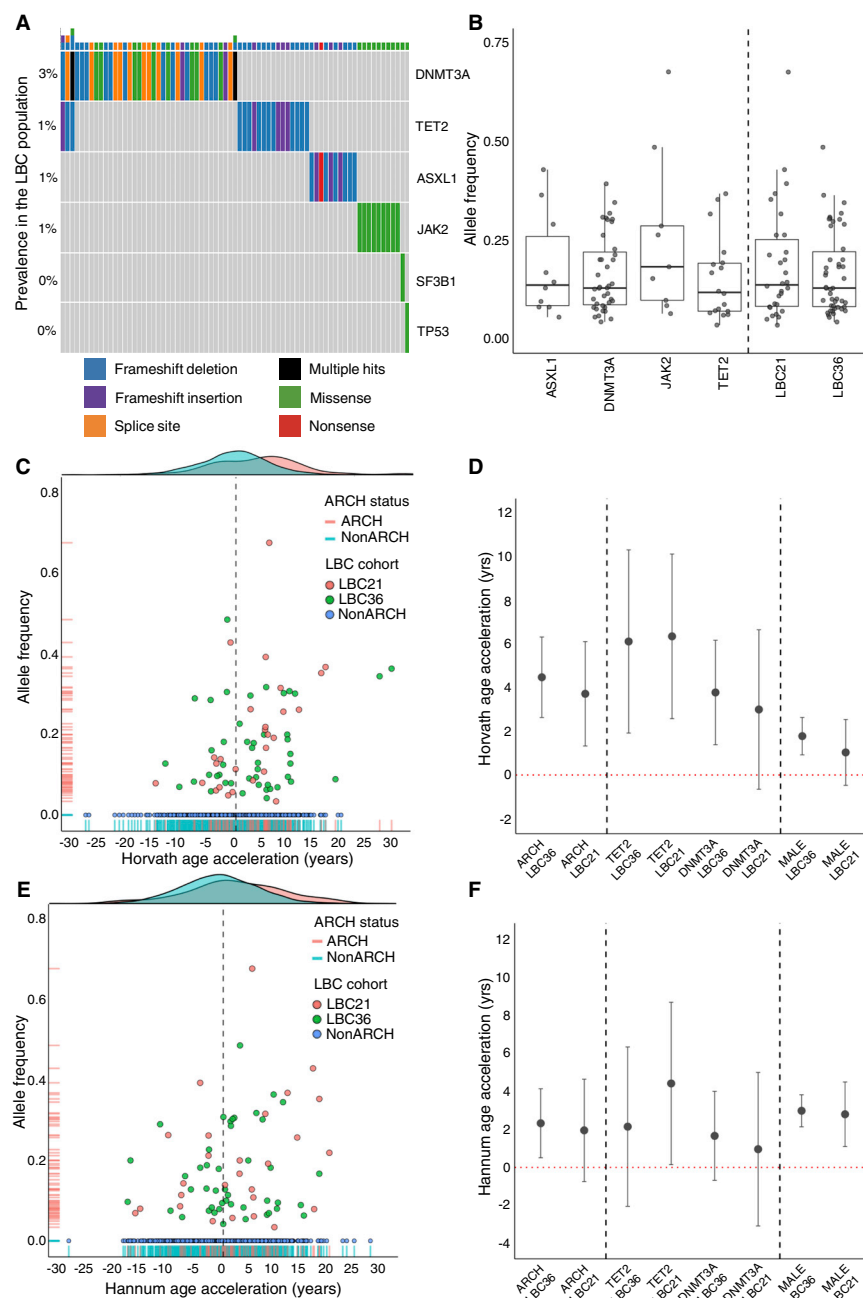 A
Prevalence in the LBC population
3%
DNMT3A
1%
TET2
1%
ASXL1
1%
JAK2
0%
SF3B1
0%
TP53
Frameshift deletion
Multiple hits
Frameshift insertion
Missense
Splice site
Nonsense
B
Allele frequency
0.75
0.50
0.25
0.00
ASXL1
DNMT3A
JAK2
TET2
LBC21
LBC36
C
Allele frequency
0.8
0.6
0.4
0.2
0.0
ARCH status
ARCH
NonARCH
LBC cohort
LBC21
LBC36
NonARCH
-30 -25 -20 -15 -10 -5 0 5 10 15 20 25 30
Horvath age acceleration (years)
D
Horvath age acceleration (yrs)
12
10
8
6
4
2
0
-2
ARCH LBC36
ARCH LBC21
TET2 LBC36
TET2 LBC21
DNMT3A LBC36
DNMT3A LBC21
MALE LBC36
MALE LBC21
E
Allele frequency
0.8
0.6
0.4
0.2
0.0
ARCH status
ARCH
NonARCH
LBC cohort
LBC21
LBC36
NonARCH
-30 -25 -20 -15 -10 -5 0 5 10 15 20 25 30
Hannum age acceleration (years)
F
Hannum age acceleration (yrs)
12
10
8
6
4
2
0
-2
-4
ARCH LBC36
ARCH LBC21
TET2 LBC36
TET2 LBC21
DNMT3A LBC36
DNMT3A LBC21
MALE LBC36
MALE LBC21